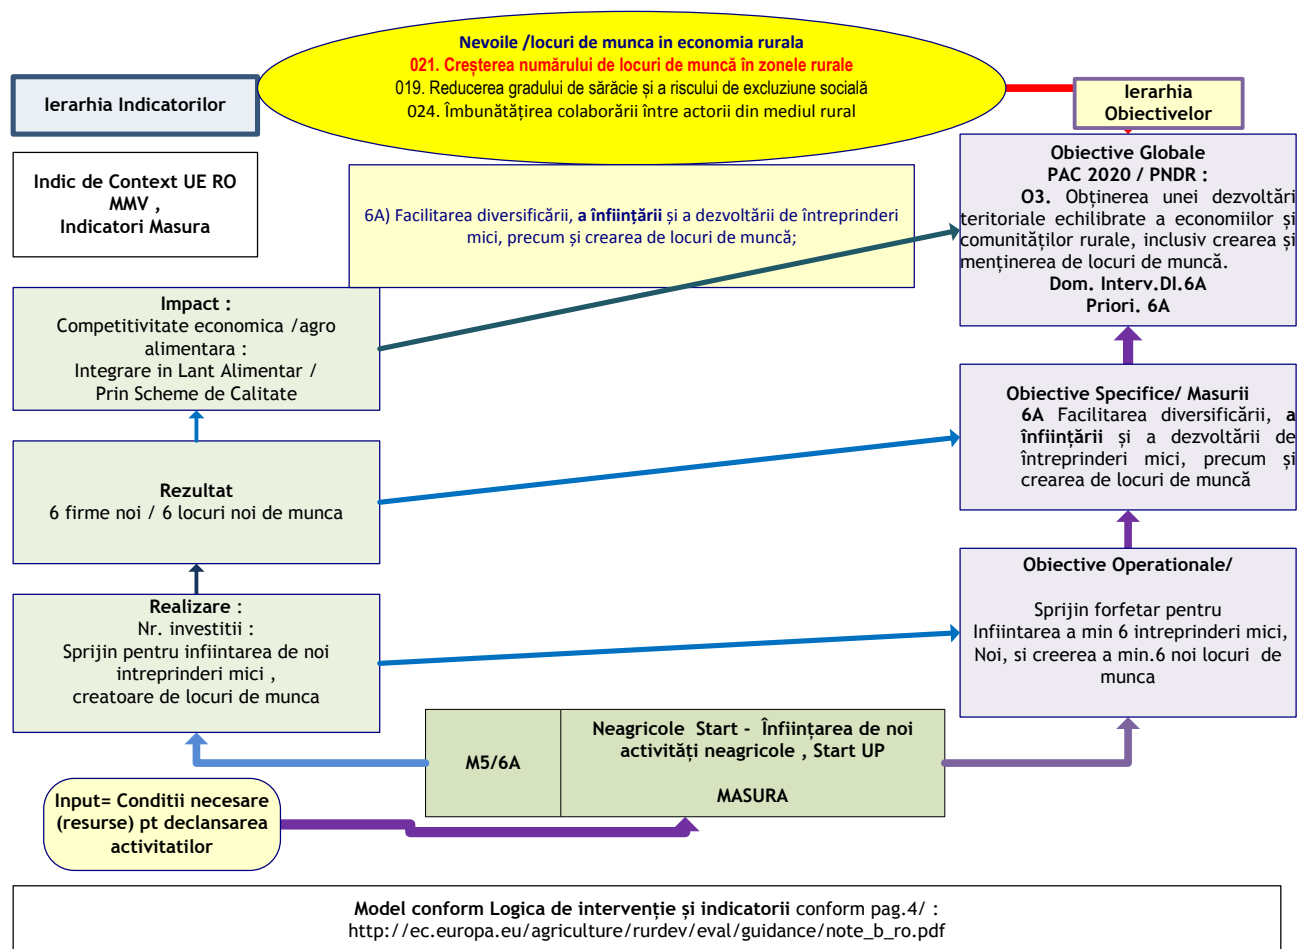 Nevoile /locuri de munca in economia rurala
021. Creșterea numărului de locuri de muncă în zonele rurale
019. Reducerea gradului de sărăcie și a riscului de excluziune socială
024. Îmbunătățirea colaborării între actorii din mediul rural
Ierarhia Indicatorilor
Ierarhia
Obiectivelor
Indic de Context UE RO
MMV ,
Indicatori Masura
6A) Facilitarea diversificării, a înființării și a dezvoltării de întreprinderi
mici, precum și crearea de locuri de muncă;
Obiective Globale
PAC 2020 / PNDR :
O3. Obținerea unei dezvoltări
teritoriale echilibrate a economiilor și
comunităților rurale, inclusiv crearea și
menținerea de locuri de muncă.
Dom. Interv.DI.6A
Priori. 6A
Impact :
Competitivitate economica /agro
alimentara :
Integrare in Lant Alimentar /
Prin Scheme de Calitate
Obiective Specifice/ Masurii
6A Facilitarea diversificării, a
înființării și a dezvoltării de
întreprinderi mici, precum și
crearea de locuri de muncă
Rezultat
6 firme noi / 6 locuri noi de munca
Obiective Operationale/
Sprijin forfetar pentru
Infiintarea a min 6 intreprinderi mici,
Noi, si creerea a min.6 noi locuri de
munca
Realizare :
Nr. investitii :
Sprijin pentru infiintarea de noi
intreprinderi mici ,
creatoare de locuri de munca
M5/6A
Neagricole Start - Înființarea de noi
activități neagricole , Start UP
MASURA
Input= Conditii necesare
(resurse) pt declansarea
activitatilor
Model conform Logica de intervenție și indicatorii conform pag.4/ :
http://ec.europa.eu/agriculture/rurdev/eval/guidance/note_b_ro.pdf